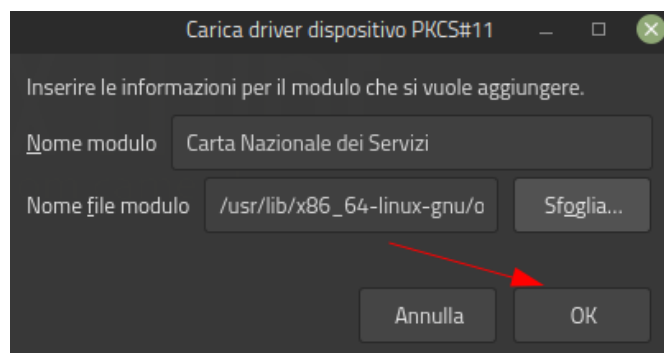 Carica driver dispositivo PKCS#11
Inserire le informazioni per il modulo che si vuole aggiungere.
Nome modulo Carta Nazionale dei Servizi
Nome file modulo /usr/lib/x86_64-linux-gnu/o Sfoglia...
Annulla OK